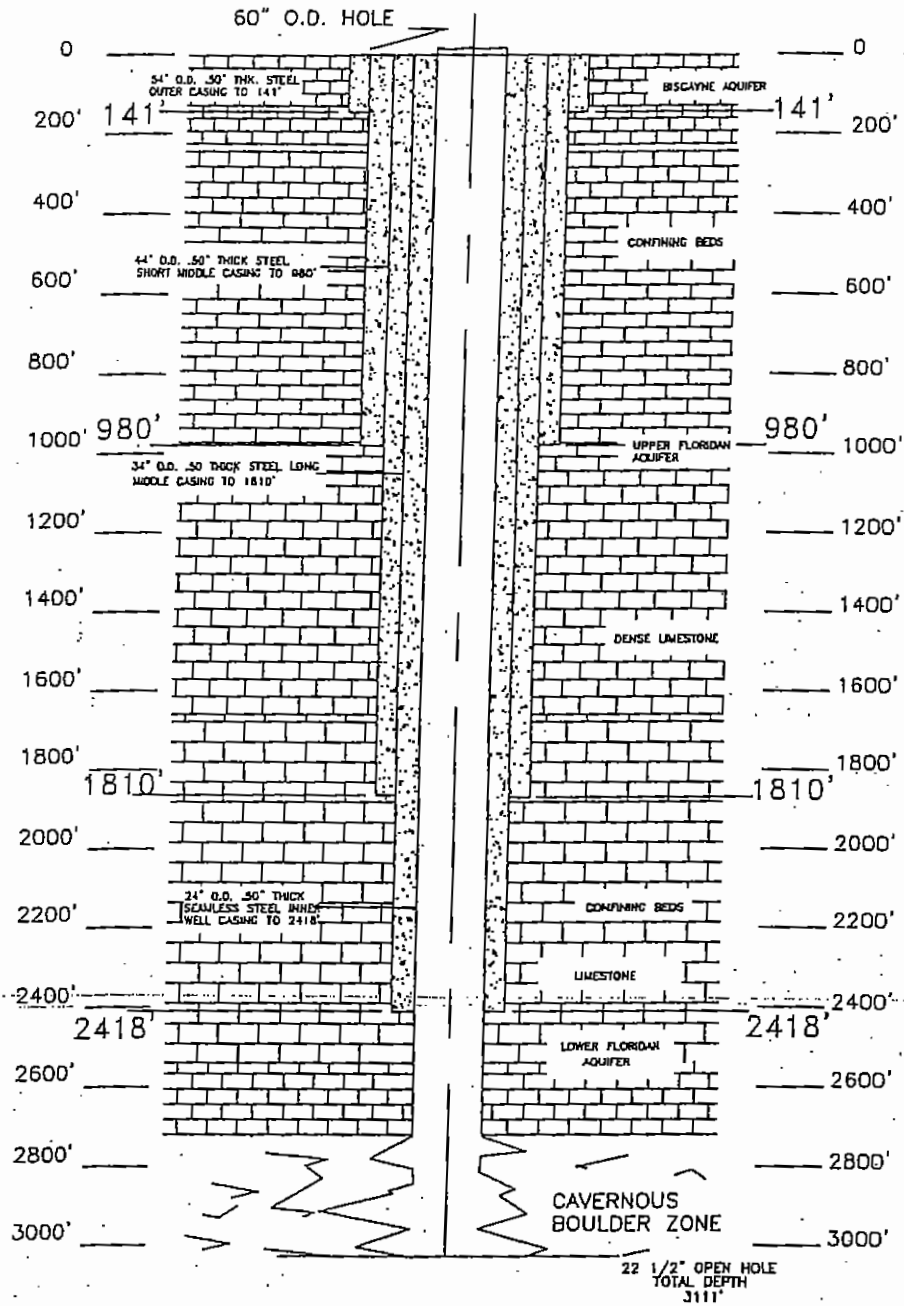 60" O.D. HOLE
0
0
54" O.D. .50" THK. STEEL
OUTER CASING TO 141'
BISCAYNE AQUIFER
141'
141'
200'
200'
400'
400'
CONFINING BEDS
44" O.D. .50" THICK STEEL
SHORT MIDDLE CASING TO 980'
600'
600'
800'
800'
980'
980'
1000'
1000'
UPPER FLORIDAN
AQUIFER
34" O.D. .50 THICK STEEL LONG
MIDDLE CASING TO 1810'
1200'
1200'
1400'
1400'
DENSE LIMESTONE
1600'
1600'
1800'
1800'
1810'
1810'
2000'
2000'
24" O.D. .50" THICK
SEAMLESS STEEL INNER
WELL CASING TO 2418'
CONFINING BEDS
2200'
2200'
LIMESTONE
2400'
2400'
2418'
2418'
LOWER FLORIDAN
AQUIFER
2600'
2600'
2800'
2800'
CAVERNOUS
BOULDER ZONE
3000'
3000'
22 1/2" OPEN HOLE
TOTAL DEPTH
3111'